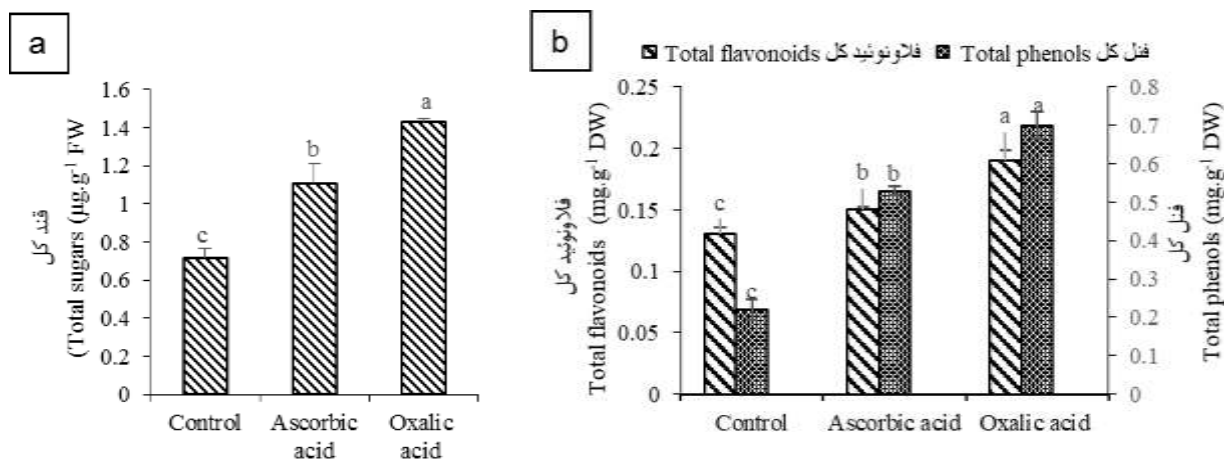 a
قند کل
(Total sugars (µg.g⁻¹ FW
1.6
1.4
1.2
1
0.8
0.6
0.4
0.2
0
c
b
a
Control
Ascorbic
acid
Oxalic
acid
b
Total flavonoids فلاونوئید کل
Total phenols فنل کل
فلاونوئید کل
Total flavonoids (mg.g⁻¹ DW)
0.25
0.2
0.15
0.1
0.05
0
c
c
b
b
a
a
Control
Ascorbic acid
Oxalic acid
0.8
0.7
0.6
0.5
0.4
0.3
0.2
0.1
0
فنل کل
Total phenols (mg.g⁻¹ DW)